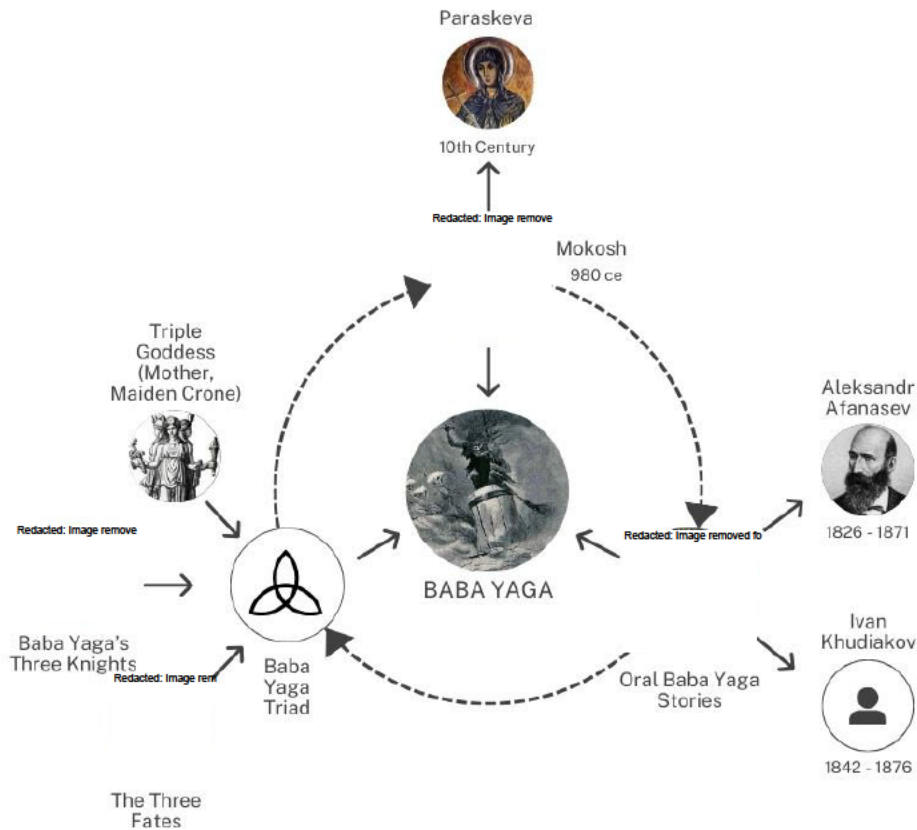 Paraskeva
10th Century
Redacted: Image remove
Mokosh
980 ce
Triple
Goddess
(Mother,
Maiden Crone)
Aleksandr
Afanasev
1826 - 1871
Redacted: Image remove
Redacted: Image removed fo
BABA YAGA
Baba Yaga's
Three Knights
Redacted: Image rem
Baba
Yaga
Triad
Oral Baba Yaga
Stories
Ivan
Khudiakov
1842 - 1876
The Three
Fates